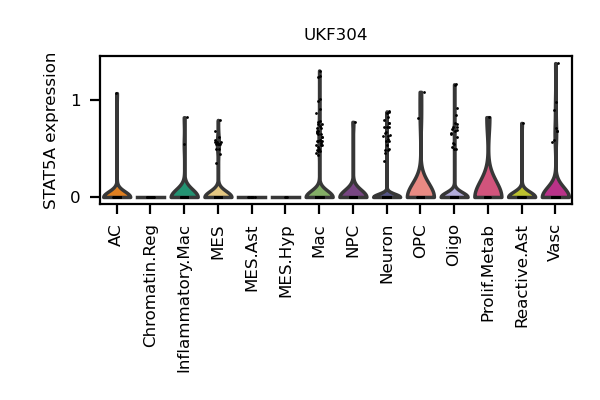 UKF304
STAT5A expression
1
0
AC
Chromatin.Reg
Inflammatory.Mac
MES
MES.Ast
MES.Hyp
Mac
NPC
Neuron
OPC
Oligo
Prolif.Metab
Reactive.Ast
Vasc